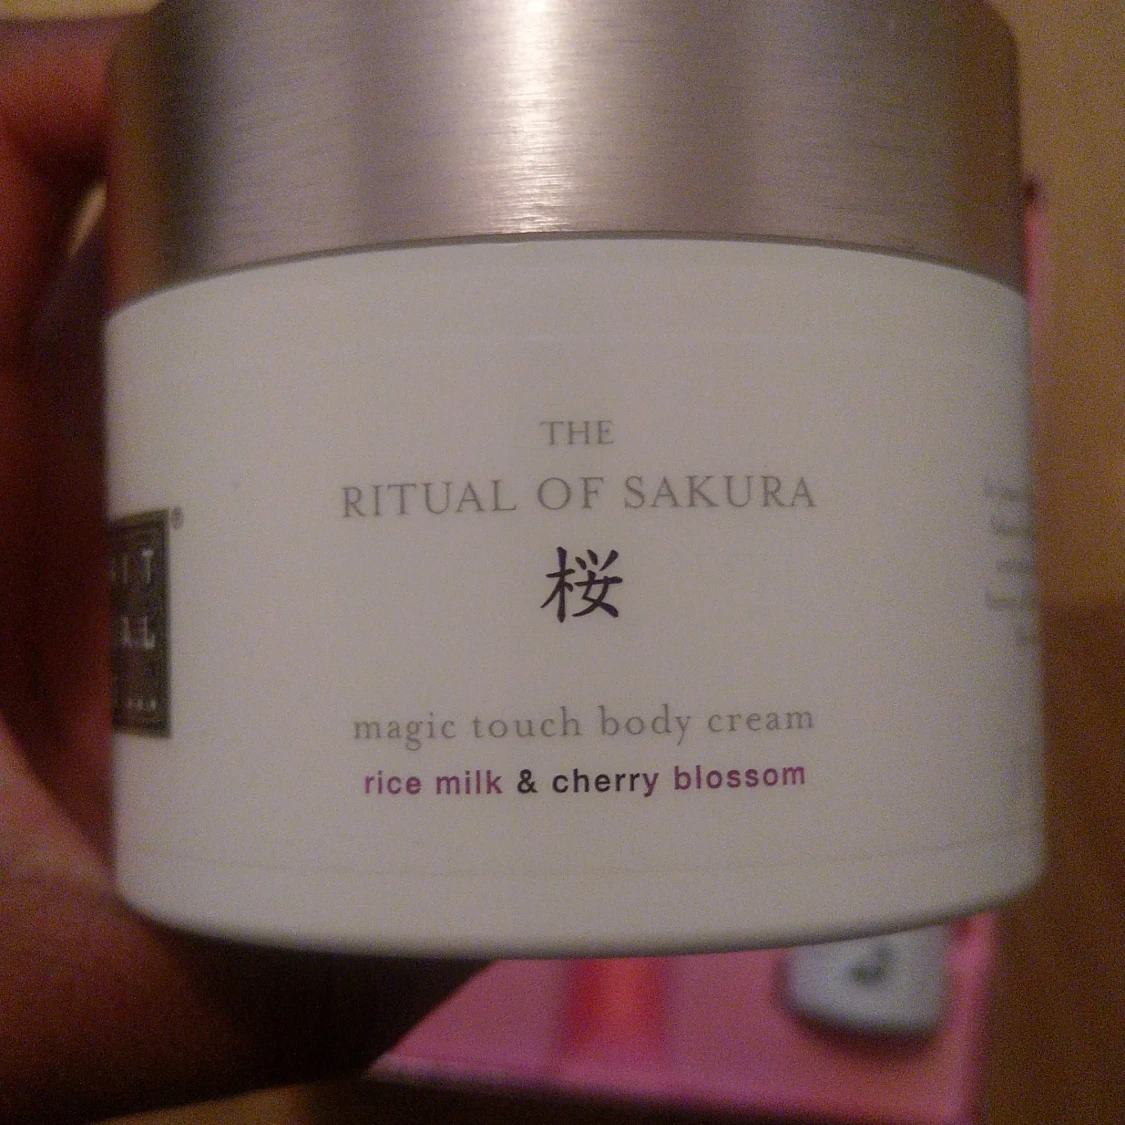 THE
RITUAL OF SAKURA
桜
magic touch body cream
rice milk & cherry blossom